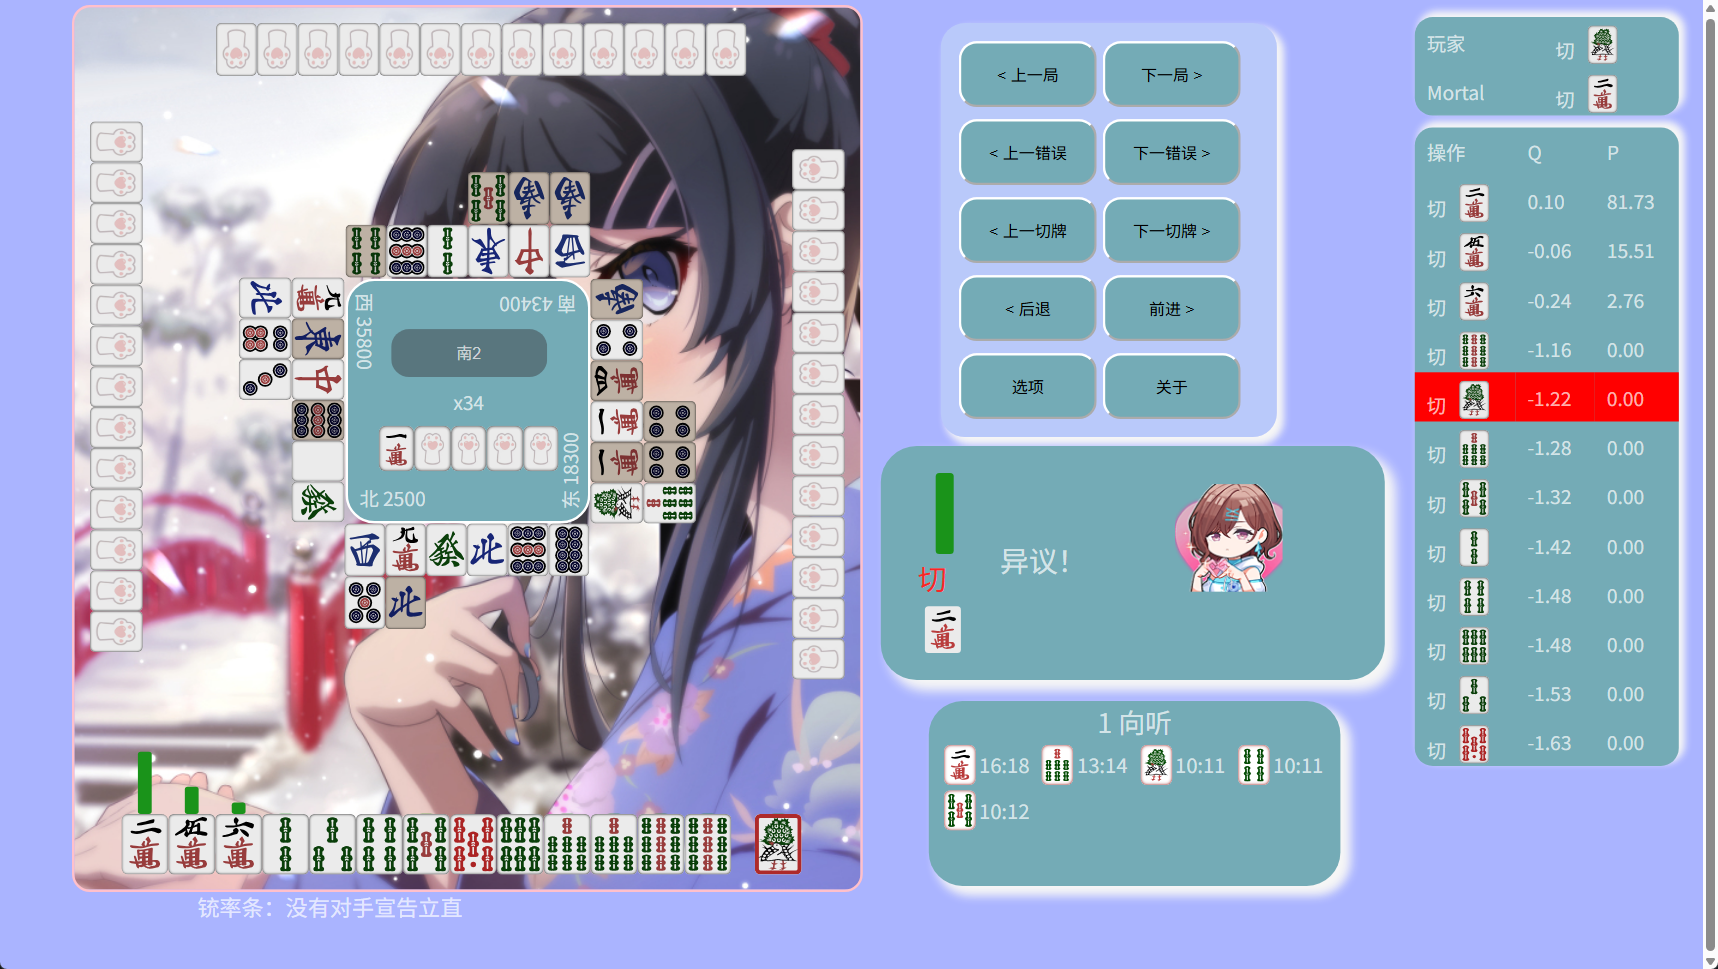 南 43400
西 35800
南2
x34
东 18300
北 2500
铳率条：没有对手宣告立直
< 上一局
下一局 >
< 上一错误
下一错误 >
< 上一切牌
下一切牌 >
< 后退
前进 >
选项
关于
切
异议！
1 向听
16:18
13:14
10:11
10:11
10:12
玩家 切
Mortal 切
操作 Q P
切 0.10 81.73
切 -0.06 15.51
切 -0.24 2.76
切 -1.16 0.00
切 -1.22 0.00
切 -1.28 0.00
切 -1.32 0.00
切 -1.42 0.00
切 -1.48 0.00
切 -1.48 0.00
切 -1.53 0.00
切 -1.63 0.00